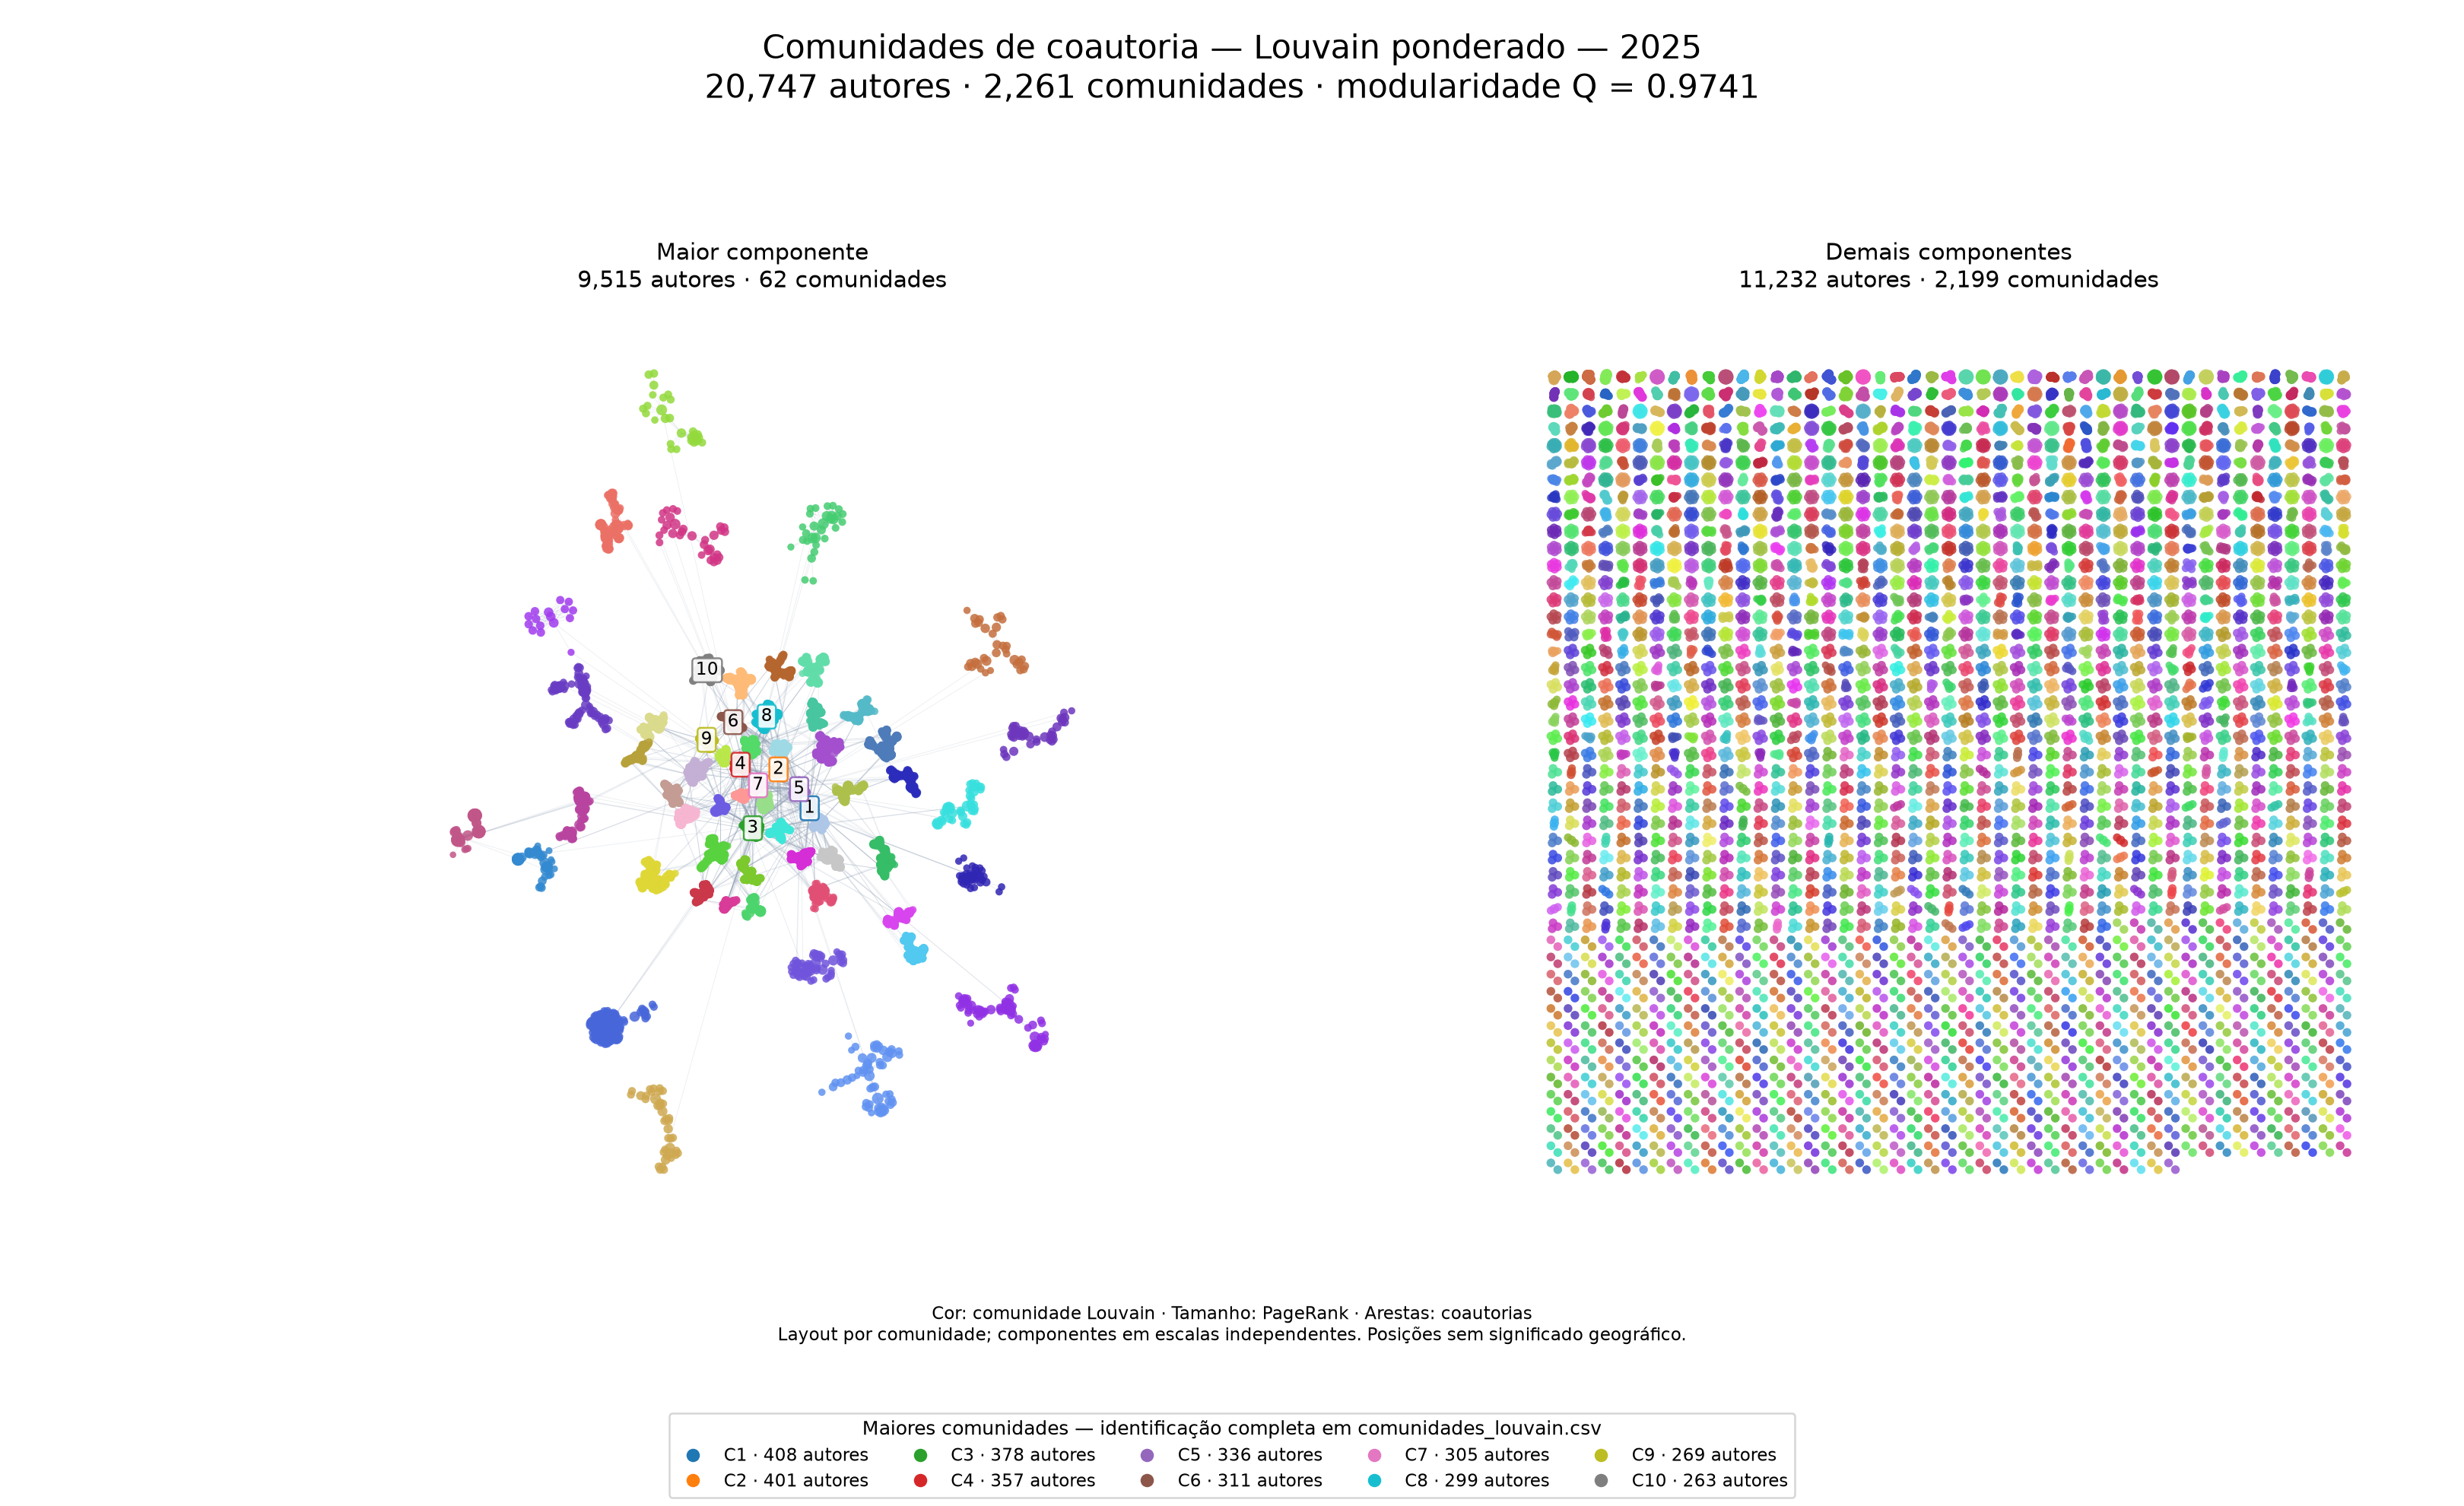 Comunidades de coautoria — Louvain ponderado — 2025
20,747 autores · 2,261 comunidades · modularidade Q = 0.9741
Maior componente
9,515 autores · 62 comunidades
Demais componentes
11,232 autores · 2,199 comunidades
10
6
8
9
4
2
7
5
1
3
Cor: comunidade Louvain · Tamanho: PageRank · Arestas: coautorias
Layout por comunidade; componentes em escalas independentes. Posições sem significado geográfico.
Maiores comunidades — identificação completa em comunidades_louvain.csv
C1 · 408 autores C3 · 378 autores C5 · 336 autores C7 · 305 autores C9 · 269 autores
C2 · 401 autores C4 · 357 autores C6 · 311 autores C8 · 299 autores C10 · 263 autores